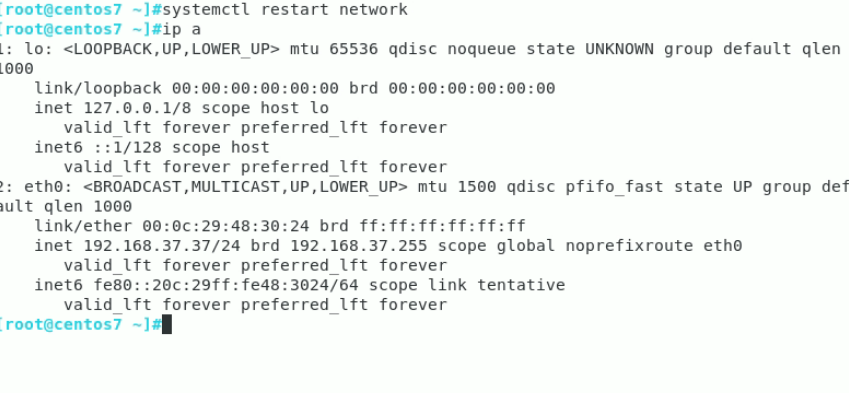 [root@centos7 ~]#systemctl restart network
[root@centos7 ~]#ip a
1: lo: <LOOPBACK,UP,LOWER_UP> mtu 65536 qdisc noqueue state UNKNOWN group default qlen
1000
    link/loopback 00:00:00:00:00:00 brd 00:00:00:00:00:00
    inet 127.0.0.1/8 scope host lo
       valid_lft forever preferred_lft forever
    inet6 ::1/128 scope host
       valid_lft forever preferred_lft forever
2: eth0: <BROADCAST,MULTICAST,UP,LOWER_UP> mtu 1500 qdisc pfifo_fast state UP group def
ault qlen 1000
    link/ether 00:0c:29:48:30:24 brd ff:ff:ff:ff:ff:ff
    inet 192.168.37.37/24 brd 192.168.37.255 scope global noprefixroute eth0
       valid_lft forever preferred_lft forever
    inet6 fe80::20c:29ff:fe48:3024/64 scope link tentative
       valid_lft forever preferred_lft forever
[root@centos7 ~]#